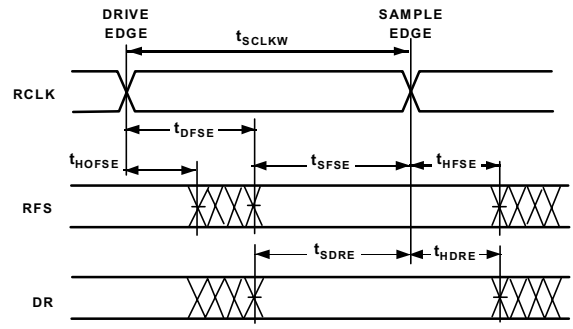 DRIVE
EDGE
SAMPLE
EDGE
tSCLKW
RCLK
tDFSE
tHOFSE
tSFSE
tHFSE
RFS
tSDRE
tHDRE
DR